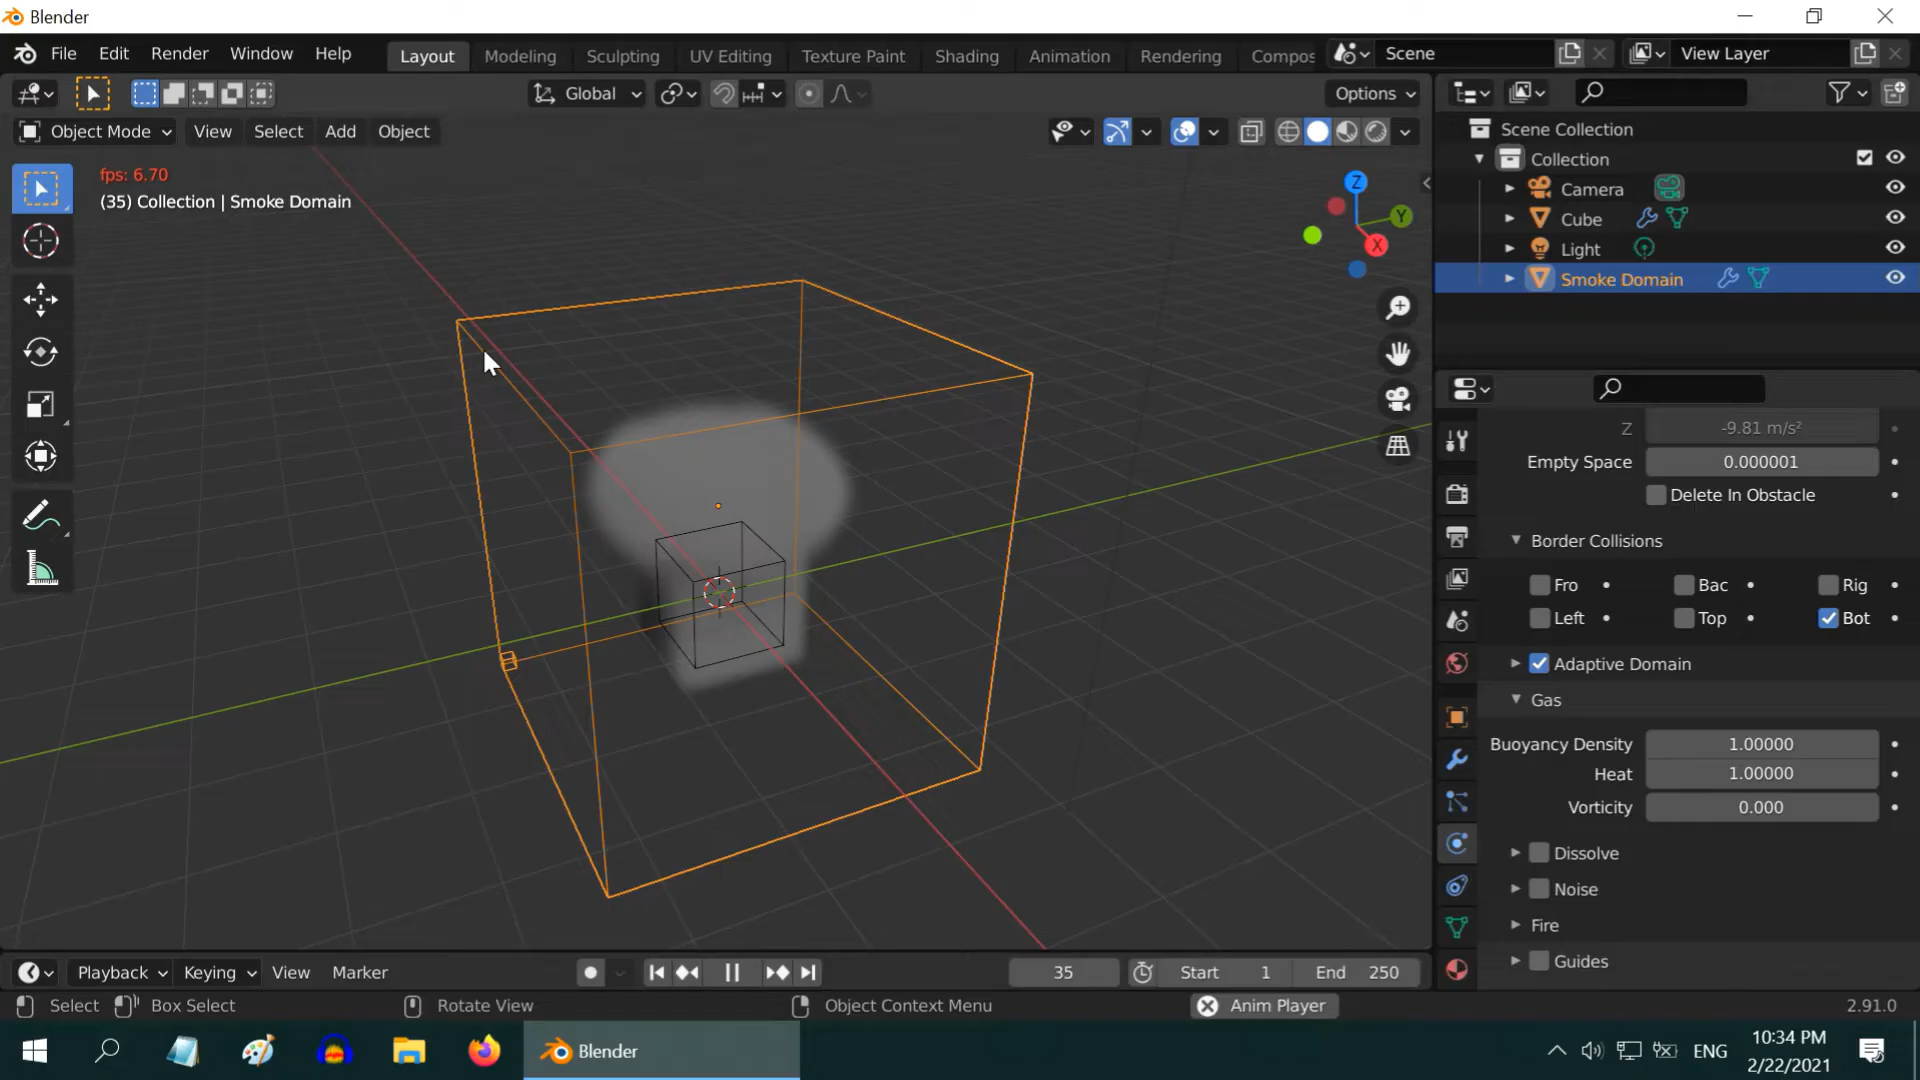 Blender
File Edit Render Window Help Layout Modeling Sculpting UV Editing Texture Paint Shading Animation Rendering Compos Scene View Layer
Global Options
Object Mode View Select Add Object
fps: 6.70
(35) Collection | Smoke Domain
Z
Y
X
Scene Collection
Collection
Camera
Cube
Light
Smoke Domain
Z -9.81 m/s²
Empty Space 0.000001
Delete In Obstacle
Border Collisions
Fro Bac Rig
Left Top Bot
Adaptive Domain
Gas
Buoyancy Density 1.00000
Heat 1.00000
Vorticity 0.000
Dissolve
Noise
Fire
Guides
Playback Keying View Marker 35 Start 1 End 250
Select Box Select Rotate View Object Context Menu Anim Player 2.91.0
Blender ENG 10:34 PM
2/22/2021